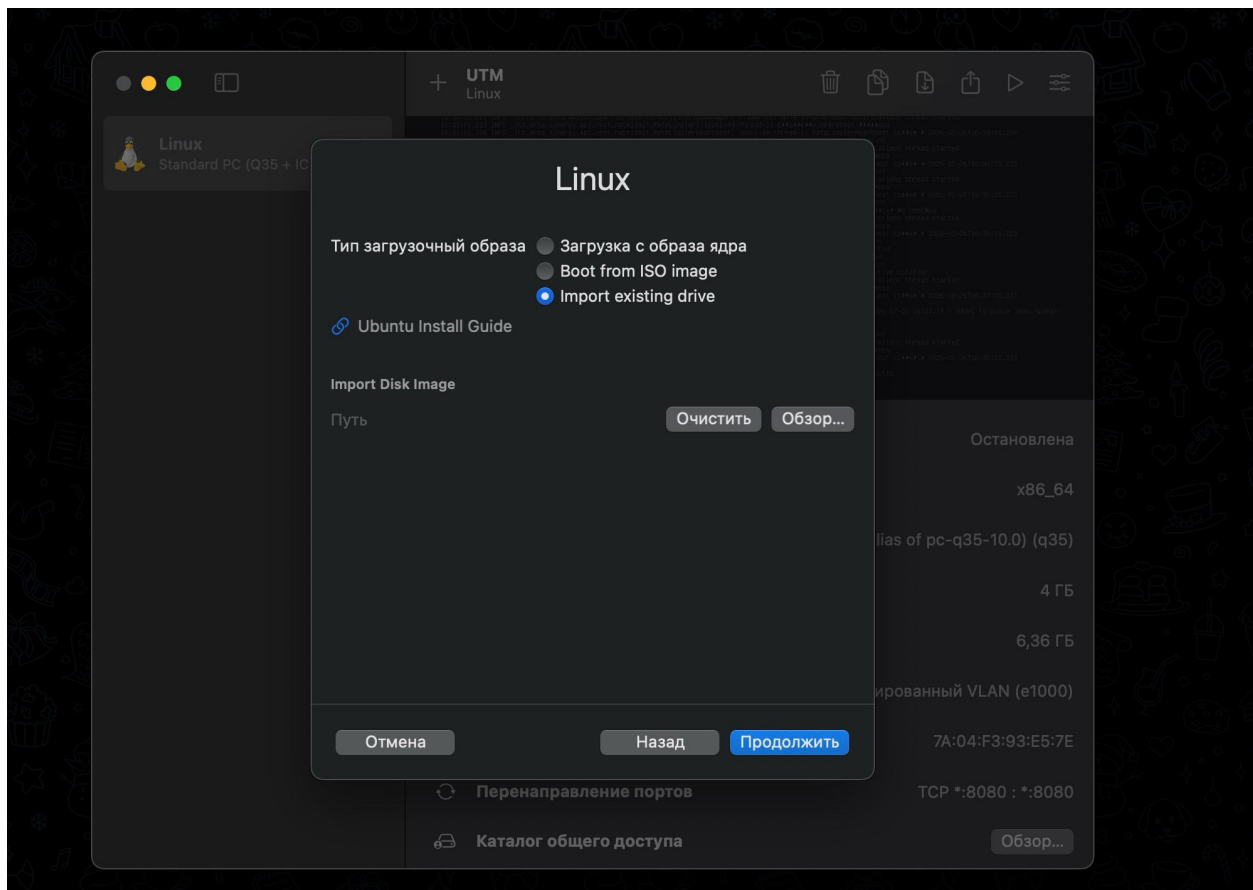 UTM
Linux
Linux
Standard PC (Q35 + IC
Linux
Тип загрузочный образа
Загрузка с образа ядра
Boot from ISO image
Import existing drive
Ubuntu Install Guide
Import Disk Image
Путь
Очистить
Обзор...
Отмена
Назад
Продолжить
Остановлена
x86_64
lias of pc-q35-10.0) (q35)
4 ГБ
6,36 ГБ
ированный VLAN (e1000)
7A:04:F3:93:E5:7E
Перенаправление портов
TCP *:8080 : *:8080
Каталог общего доступа
Обзор...